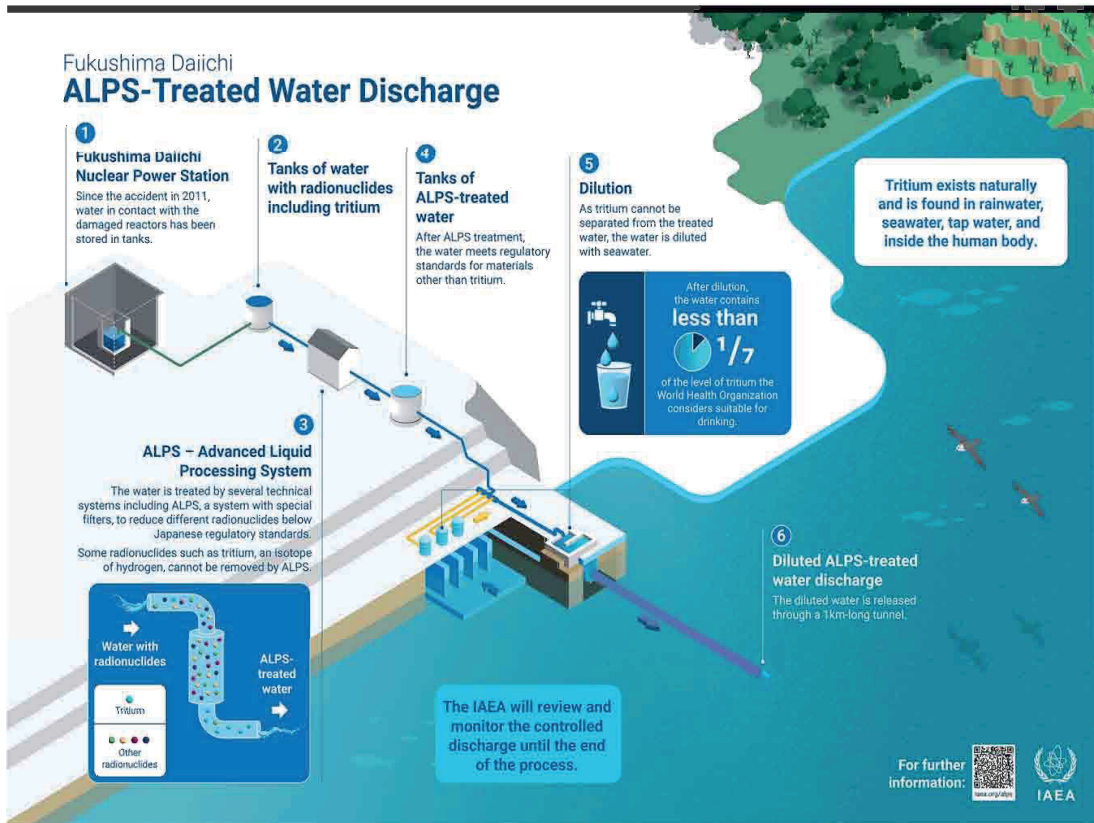 Fukushima Daiichi
ALPS-Treated Water Discharge
1
Fukushima Daiichi
Nuclear Power Station
Since the accident in 2011,
water in contact with the
damaged reactors has been
stored in tanks.
2
Tanks of water
with radionuclides
including tritium
3
ALPS – Advanced Liquid
Processing System
The water is treated by several technical
systems including ALPS, a system with special
filters, to reduce different radionuclides below
Japanese regulatory standards.
Some radionuclides such as tritium, an isotope
of hydrogen, cannot be removed by ALPS.
Water with
radionuclides
ALPS-
treated
water
Tritium
Other
radionuclides
4
Tanks of
ALPS-treated
water
After ALPS treatment,
the water meets regulatory
standards for materials
other than tritium.
5
Dilution
As tritium cannot be
separated from the treated
water, the water is diluted
with seawater.
After dilution,
the water contains
less than
1/7
of the level of tritium the
World Health Organization
considers suitable for
drinking.
6
Diluted ALPS-treated
water discharge
The diluted water is released
through a 1km-long tunnel.
Tritium exists naturally
and is found in rainwater,
seawater, tap water, and
inside the human body.
The IAEA will review and
monitor the controlled
discharge until the end
of the process.
For further
information:
iaea.org/alps
IAEA